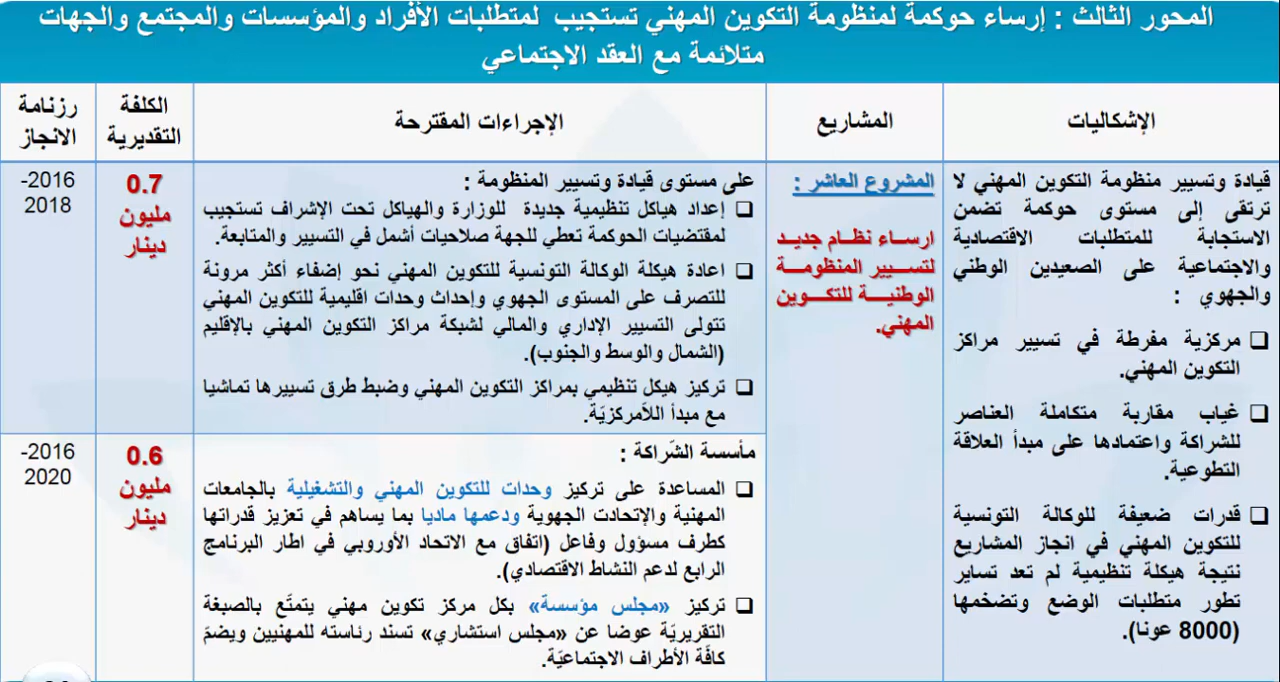 المحور الثالث : إرساء حوكمة لمنظومة التكوين المهني تستجيب لمتطلبات الأفراد والمؤسسات والمجتمع والجهات
متلائمة مع العقد الاجتماعي
الإشكاليات
المشاريع
الإجراءات المقترحة
الكلفة
التقديرية
رزنامة
الانجاز
قيادة وتسيير منظومة التكوين المهني لا
ترتقى إلى مستوى حوكمة تضمن
الاستجابة للمتطلبات الاقتصادية
والاجتماعية على الصعيدين الوطني
والجهوي :
❑ مركزية مفرطة في تسيير مراكز
التكوين المهني.
❑ غياب مقاربة متكاملة العناصر
للشراكة واعتمادها على مبدأ العلاقة
التطوعية.
❑ قدرات ضعيفة للوكالة التونسية
للتكوين المهني في انجاز المشاريع
نتيجة هيكلة تنظيمية لم تعد تساير
تطور متطلبات الوضع وتضخمها
(8000 عونا).
المشروع العاشر :
ارساء نظام جديد
لتسيير المنظومة
الوطنية للتكوين
المهني.
على مستوى قيادة وتسيير المنظومة :
❑ إعداد هياكل تنظيمية جديدة للوزارة والهياكل تحت الإشراف تستجيب
لمقتضيات الحوكمة تعطي للجهة صلاحيات أشمل في التسيير والمتابعة.
❑ اعادة هيكلة الوكالة التونسية للتكوين المهني نحو إضفاء أكثر مرونة
للتصرف على المستوى الجهوي وإحداث وحدات اقليمية للتكوين المهني
تتولى التسيير الإداري والمالي لشبكة مراكز التكوين المهني بالإقليم
(الشمال والوسط والجنوب).
❑ تركيز هيكل تنظيمي بمراكز التكوين المهني وضبط طرق تسييرها تماشيا
مع مبدأ اللاّمركزيّة.
0.7
مليون
دينار
2016-
2018
مأسسة الشّراكة :
❑ المساعدة على تركيز وحدات للتكوين المهني والتشغيلية بالجامعات
المهنية والإتحادت الجهوية ودعمها ماديا بما يساهم في تعزيز قدراتها
كطرف مسؤول وفاعل (اتفاق مع الاتحاد الأوروبي في اطار البرنامج
الرابع لدعم النشاط الاقتصادي).
❑ تركيز «مجلس مؤسسة» بكل مركز تكوين مهني يتمتّع بالصبغة
التقريريّة عوضا عن «مجلس استشاري» تسند رئاسته للمهنيين ويضمّ
كافّة الأطراف الاجتماعيّة.
0.6
مليون
دينار
2016-
2020